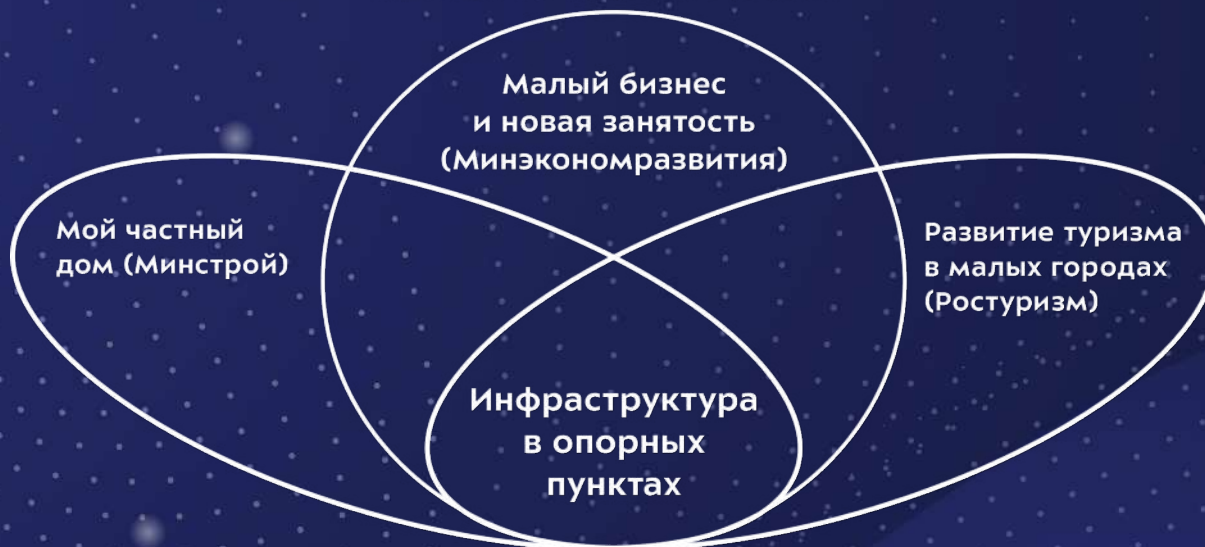 Малый бизнес
и новая занятость
(Минэкономразвития)
Мой частный
дом (Минстрой)
Развитие туризма
в малых городах
(Ростуризм)
Инфраструктура
в опорных
пунктах